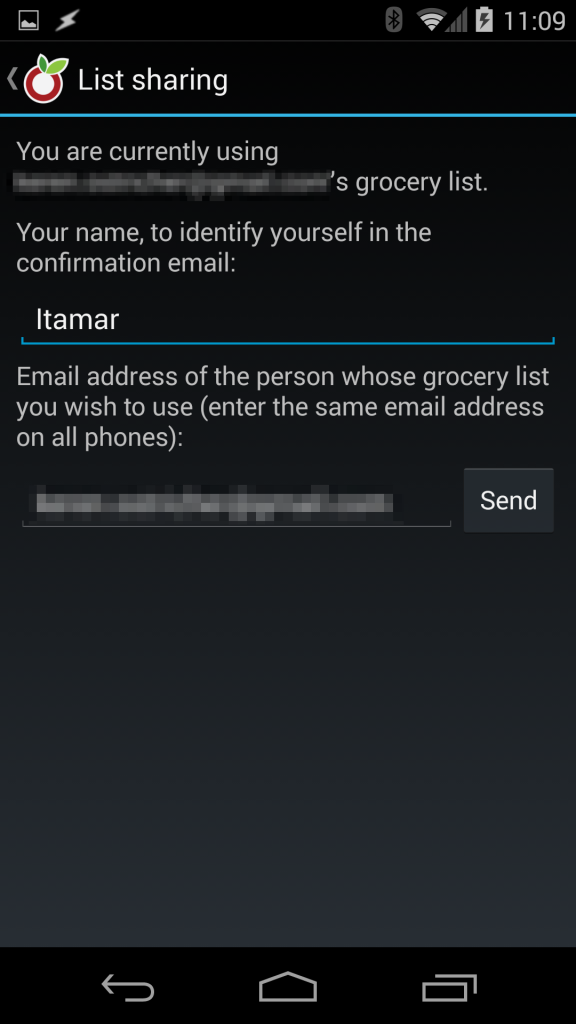 11:09
List sharing
You are currently using
's grocery list.
Your name, to identify yourself in the
confirmation email:
Itamar
Email address of the person whose grocery list
you wish to use (enter the same email address
on all phones):
Send